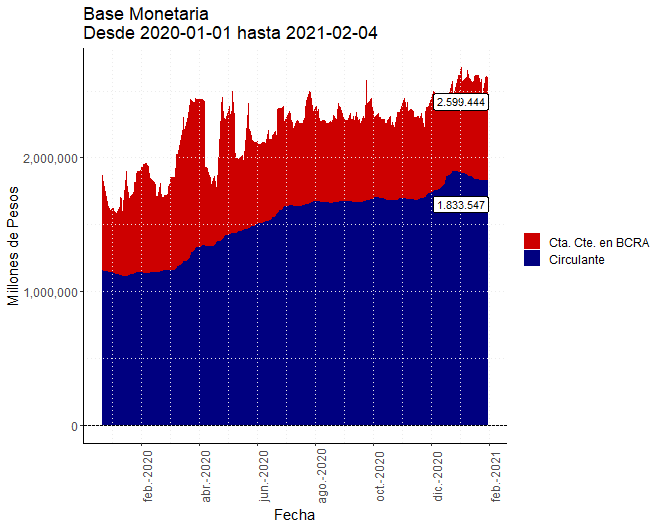 Base Monetaria
Desde 2020-01-01 hasta 2021-02-04
Millones de Pesos
2,000,000
1,000,000
0
2.599.444
1.833.547
Cta. Cte. en BCRA
Circulante
feb.-2020
abr.-2020
jun.-2020
ago.-2020
oct.-2020
dic.-2020
feb.-2021
Fecha